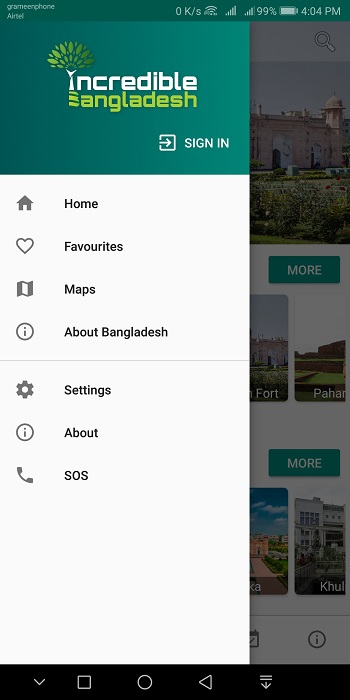 grameenphone
Airtel
0 K/s
99%
4:04 PM
incredible
Bangladesh
SIGN IN
Home
Favourites
Maps
About Bangladesh
Settings
About
SOS
MORE
Fort
Pahar
MORE
ka
Khul